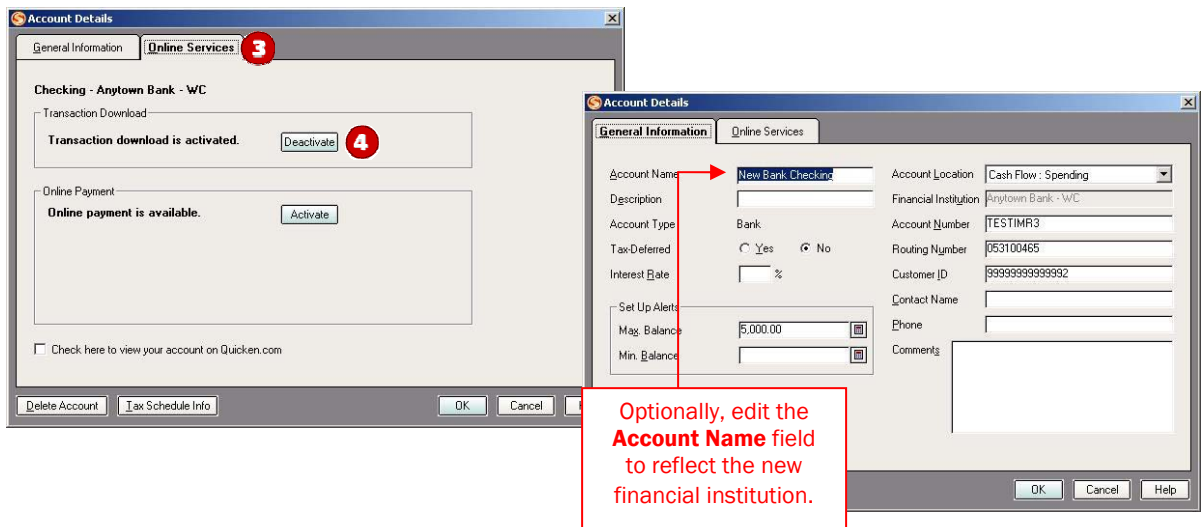 Account Details
General Information
Online Services
3
Checking - Anytown Bank - WC
Transaction Download
Transaction download is activated.
Deactivate
4
Online Payment
Online payment is available.
Activate
Check here to view your account on Quicken.com
Delete Account
Tax Schedule Info
OK
Cancel
Account Details
General Information
Online Services
Account Name
New Bank Checking
Description
Account Type
Bank
Tax-Deferred
Yes
No
Interest Rate
%
Set Up Alerts
Max. Balance
5,000.00
Min. Balance
Account Location
Cash Flow : Spending
Financial Institution
Anytown Bank - WC
Account Number
TESTIMR3
Routing Number
053100465
Customer ID
99999999999992
Contact Name
Phone
Comments
Optionally, edit the
Account Name field
to reflect the new
financial institution.
OK
Cancel
Help